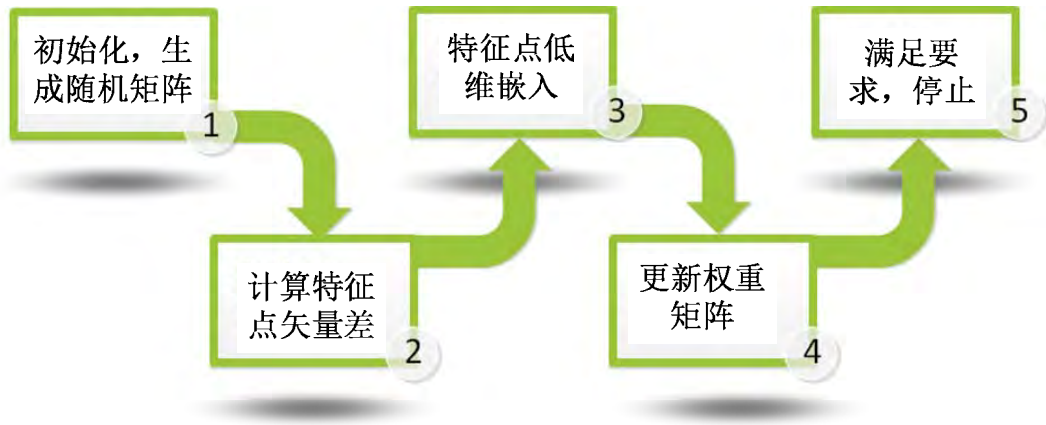 初始化，生
成随机矩阵
1
计算特征
点矢量差
2
特征点低
维嵌入
3
更新权重
矩阵
4
满足要
求，停止
5